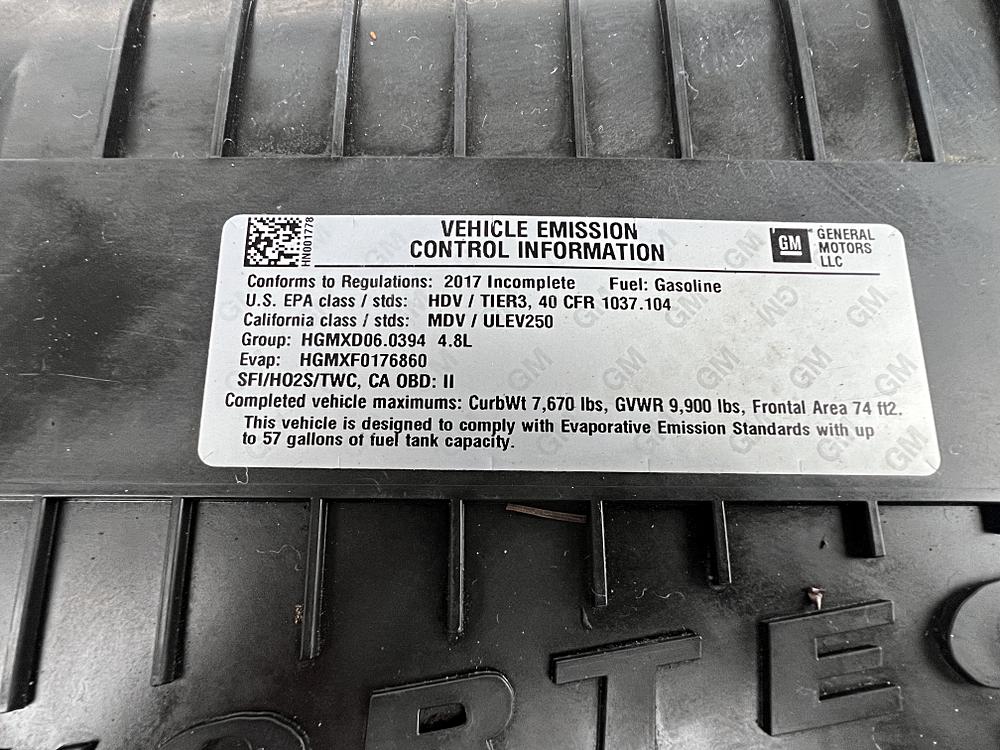 HN0001778
VEHICLE EMISSION
CONTROL INFORMATION
GM
GENERAL
MOTORS
LLC
Conforms to Regulations: 2017 Incomplete Fuel: Gasoline
U.S. EPA class / stds: HDV / TIER3, 40 CFR 1037.104
California class / stds: MDV / ULEV250
Group: HGMXD06.0394 4.8L
Evap: HGMXF0176860
SFI/HO2S/TWC, CA OBD: II
Completed vehicle maximums: CurbWt 7,670 lbs, GVWR 9,900 lbs, Frontal Area 74 ft2.
This vehicle is designed to comply with Evaporative Emission Standards with up
to 57 gallons of fuel tank capacity.
ORTEC